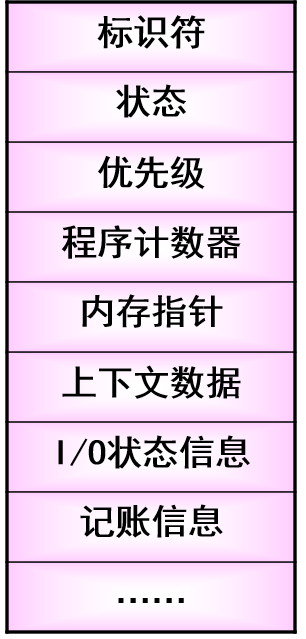 标识符
状态
优先级
程序计数器
内存指针
上下文数据
I/O状态信息
记账信息
……